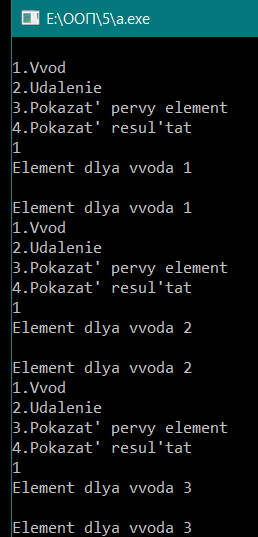 E:\ООП\5\a.exe
1.Vvod
2.Udalenie
3.Pokazat' pervy element
4.Pokazat' resul'tat
1
Element dlya vvoda 1
Element dlya vvoda 1
1.Vvod
2.Udalenie
3.Pokazat' pervy element
4.Pokazat' resul'tat
1
Element dlya vvoda 2
Element dlya vvoda 2
1.Vvod
2.Udalenie
3.Pokazat' pervy element
4.Pokazat' resul'tat
1
Element dlya vvoda 3
Element dlya vvoda 3